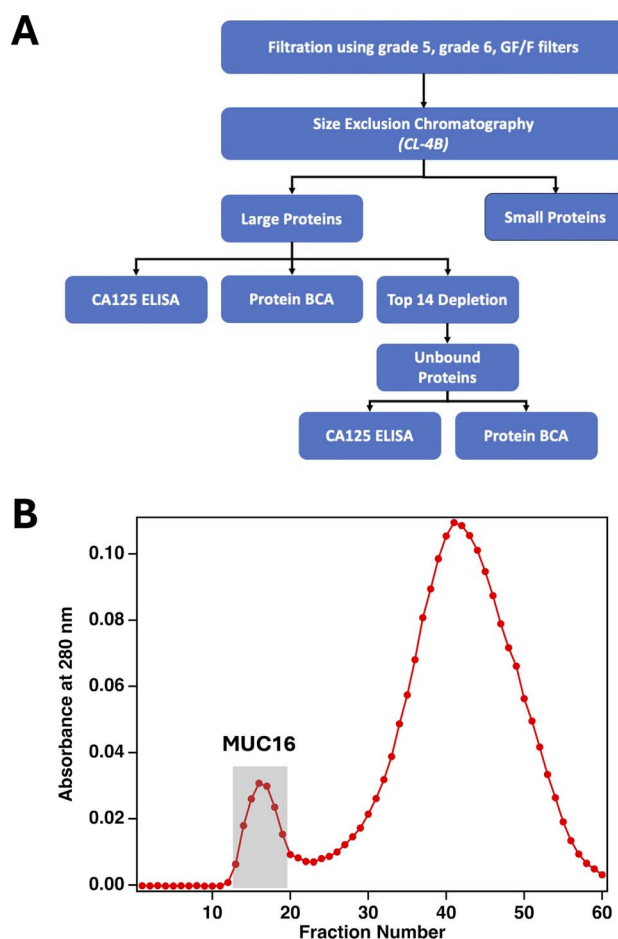 A
Filtration using grade 5, grade 6, GF/F filters
Size Exclusion Chromatography
(CL-4B)
Large Proteins
Small Proteins
CA125 ELISA
Protein BCA
Top 14 Depletion
Unbound
Proteins
CA125 ELISA
Protein BCA
B
Absorbance at 280 nm
0.10
0.08
0.06
0.04
0.02
0.00
MUC16
10
20
30
40
50
60
Fraction Number